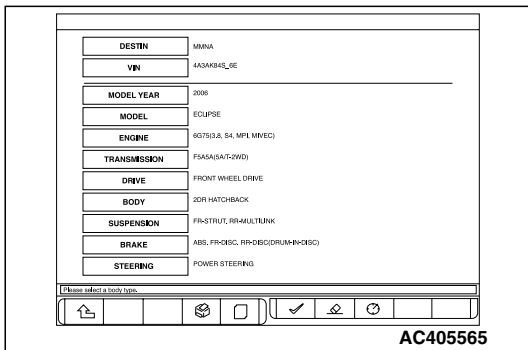 DESTIN MMNA
VIN 4A3AK84S_6E
MODEL YEAR 2006
MODEL ECLIPSE
ENGINE 6G75(3.8, S4, MPI, MIVEC)
TRANSMISSION F5A5A(5A/T-2WD)
DRIVE FRONT WHEEL DRIVE
BODY 2DR HATCHBACK
SUSPENSION FR-STRUT, RR-MULTILINK
BRAKE ABS, FR-DISC, RR-DISC(DRUM-IN-DISC)
STEERING POWER STEERING
Please select a body type.
AC405565